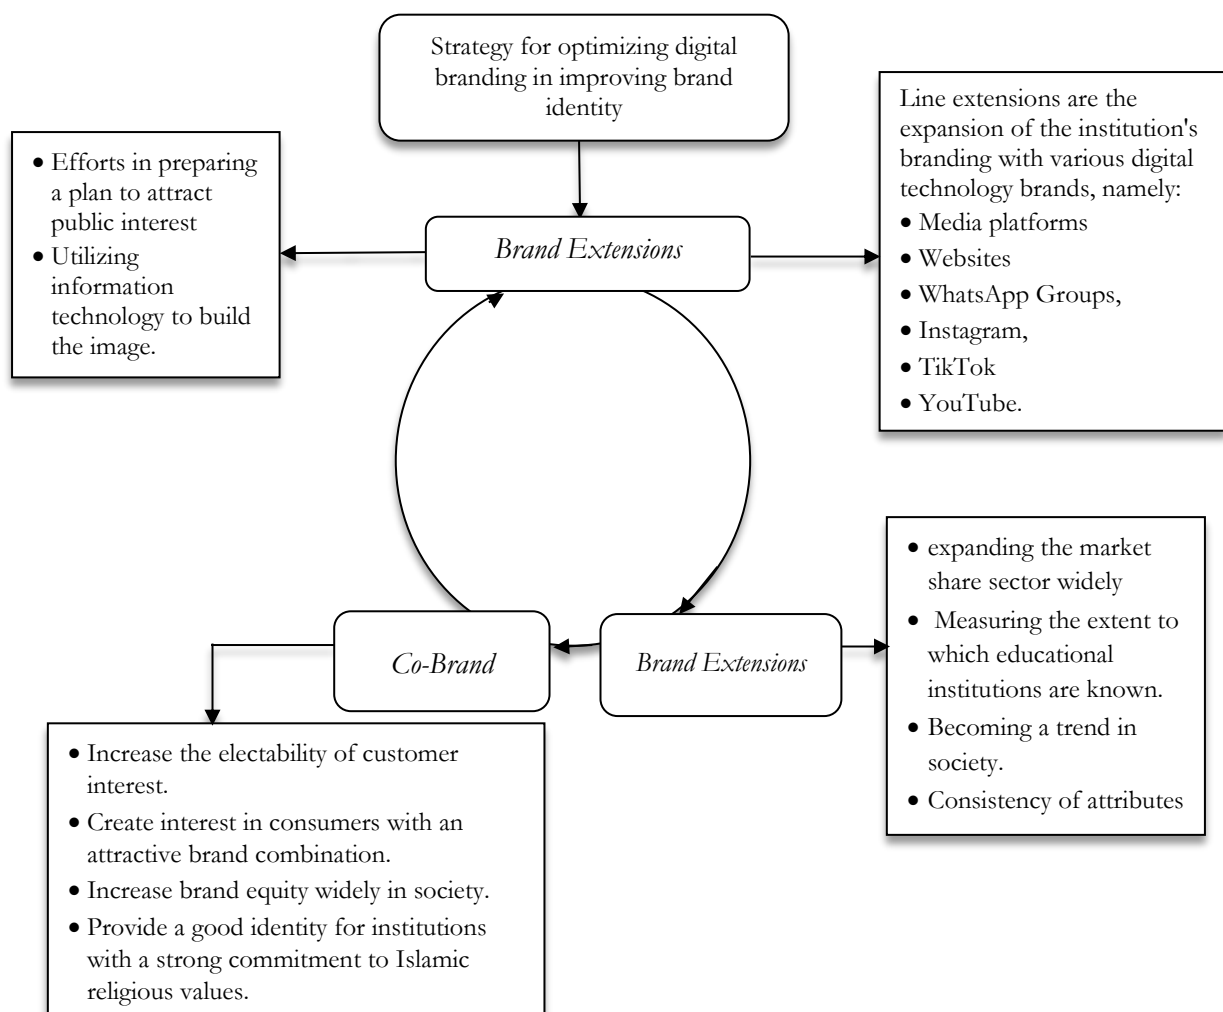 Strategy for optimizing digital
branding in improving brand
identity
• Efforts in preparing
a plan to attract
public interest
• Utilizing
information
technology to build
the image.
Brand Extensions
Line extensions are the
expansion of the institution's
branding with various digital
technology brands, namely:
• Media platforms
• Websites
• WhatsApp Groups,
• Instagram,
• TikTok
• YouTube.
Co-Brand
Brand Extensions
• expanding the market
share sector widely
• Measuring the extent to
which educational
institutions are known.
• Becoming a trend in
society.
• Consistency of attributes
• Increase the electability of customer
interest.
• Create interest in consumers with an
attractive brand combination.
• Increase brand equity widely in society.
• Provide a good identity for institutions
with a strong commitment to Islamic
religious values.